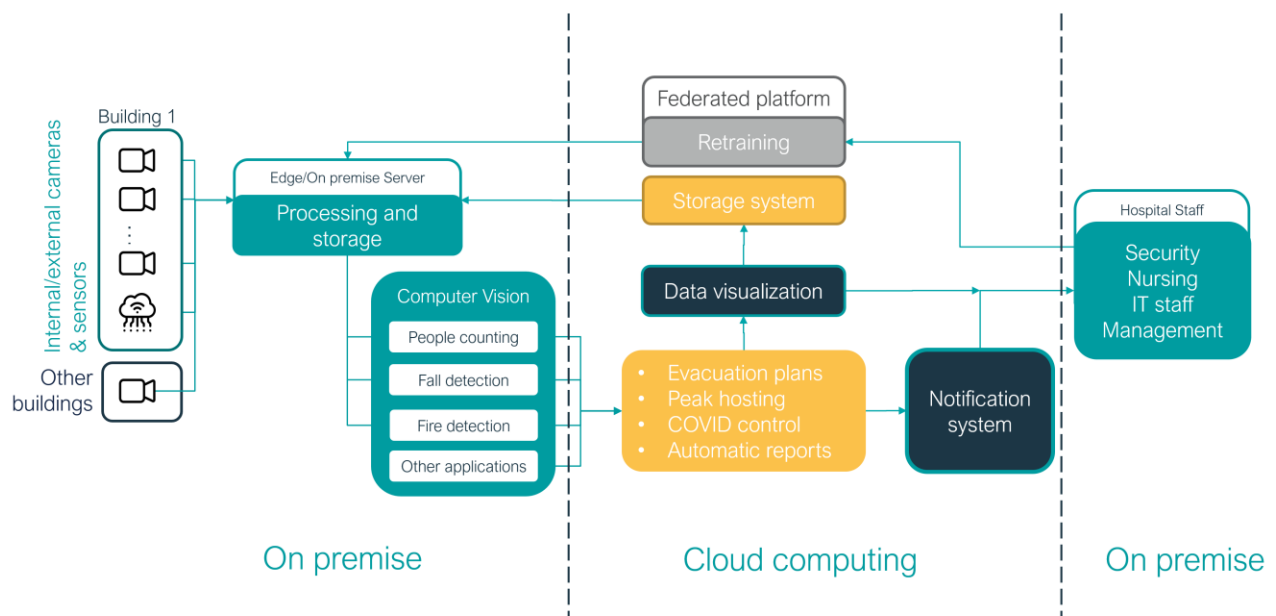 Internal/external cameras
& sensors
Building 1
Other
buildings
Edge/On premise Server
Processing and
storage
Computer Vision
People counting
Fall detection
Fire detection
Other applications
On premise
Federated platform
Retraining
Storage system
Data visualization
• Evacuation plans
• Peak hosting
• COVID control
• Automatic reports
Notification
system
Cloud computing
Hospital Staff
Security
Nursing
IT staff
Management
On premise